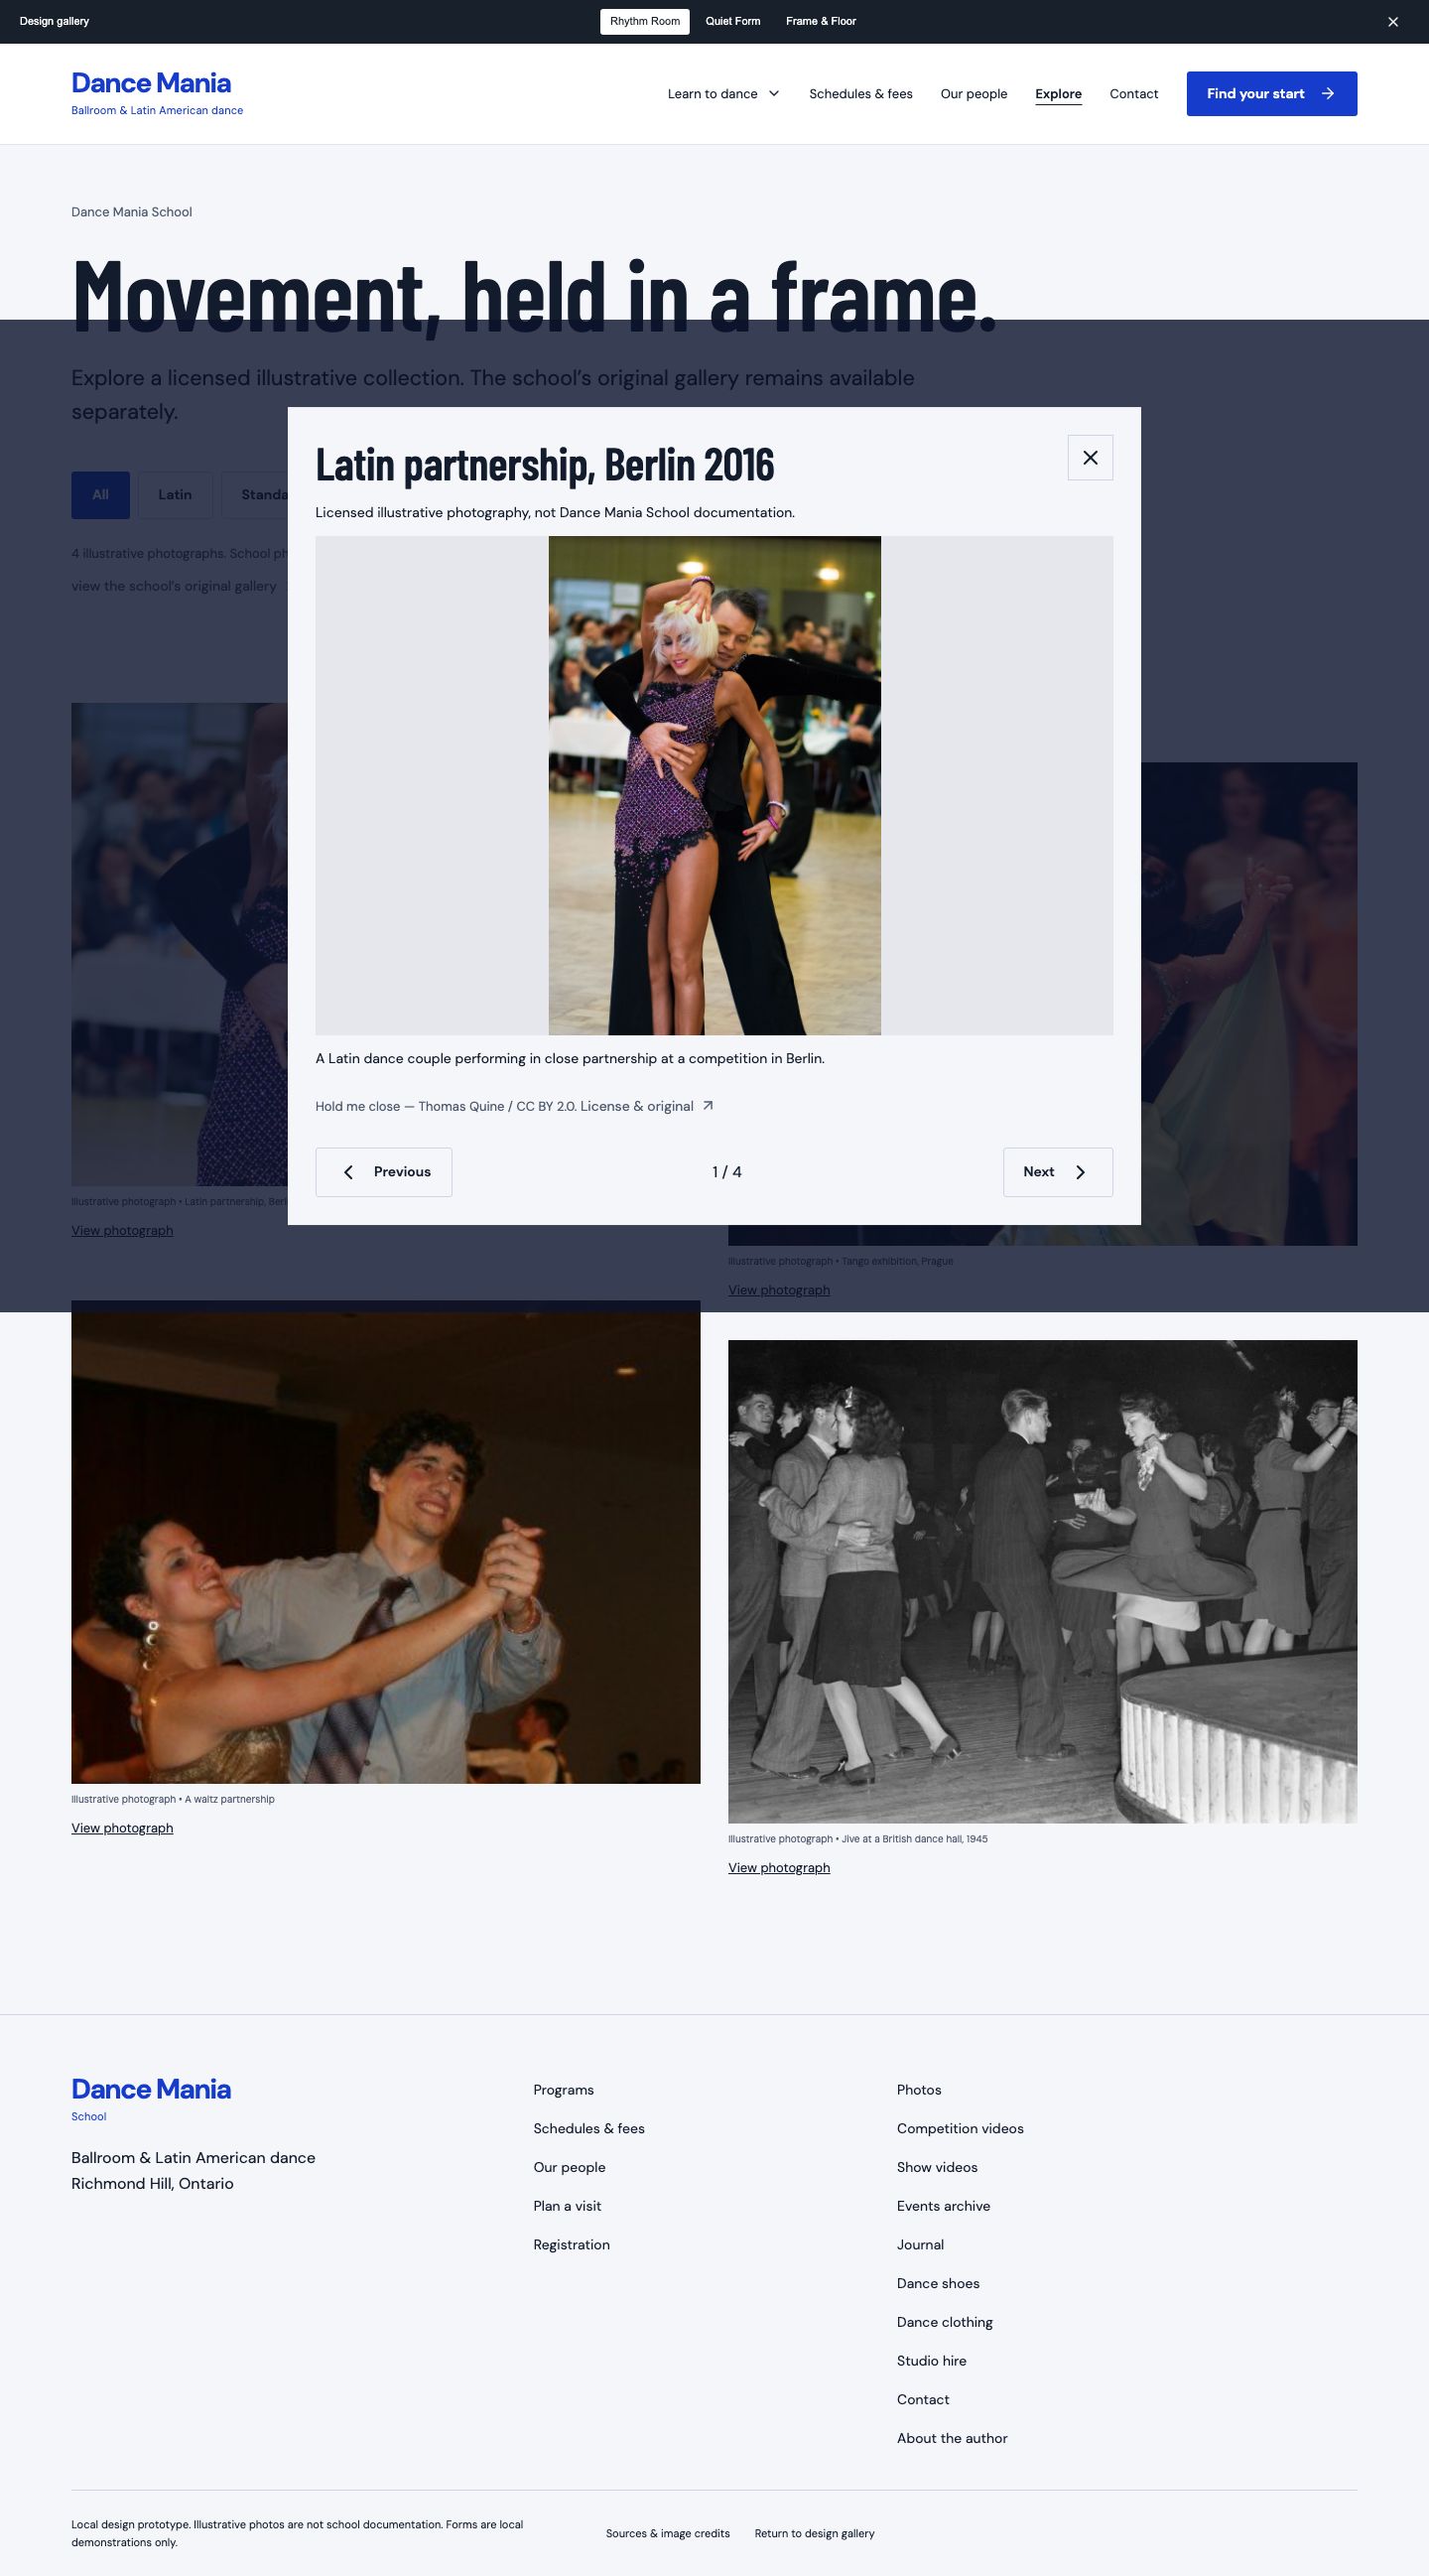 Design gallery
Rhythm Room
Quiet Form
Frame & Floor
Dance Mania
Ballroom & Latin American dance
Learn to dance
Schedules & fees
Our people
Explore
Contact
Find your start
Dance Mania School
Movement, held in a frame.
Explore a licensed illustrative collection. The school’s original gallery remains available
separately.
All
Latin
Standa
4 illustrative photographs. School ph
view the school's original gallery
Latin partnership, Berlin 2016
Licensed illustrative photography, not Dance Mania School documentation.
A Latin dance couple performing in close partnership at a competition in Berlin.
Hold me close — Thomas Quine / CC BY 2.0. License & original
Previous
1 / 4
Next
Illustrative photograph • Latin partnership, Berl
View photograph
Illustrative photograph • Tango exhibition, Prague
View photograph
Illustrative photograph • A waltz partnership
View photograph
Illustrative photograph • Jive at a British dance hall, 1945
View photograph
Dance Mania
School
Ballroom & Latin American dance
Richmond Hill, Ontario
Programs
Schedules & fees
Our people
Plan a visit
Registration
Photos
Competition videos
Show videos
Events archive
Journal
Dance shoes
Dance clothing
Studio hire
Contact
About the author
Local design prototype. Illustrative photos are not school documentation. Forms are local
demonstrations only.
Sources & image credits
Return to design gallery